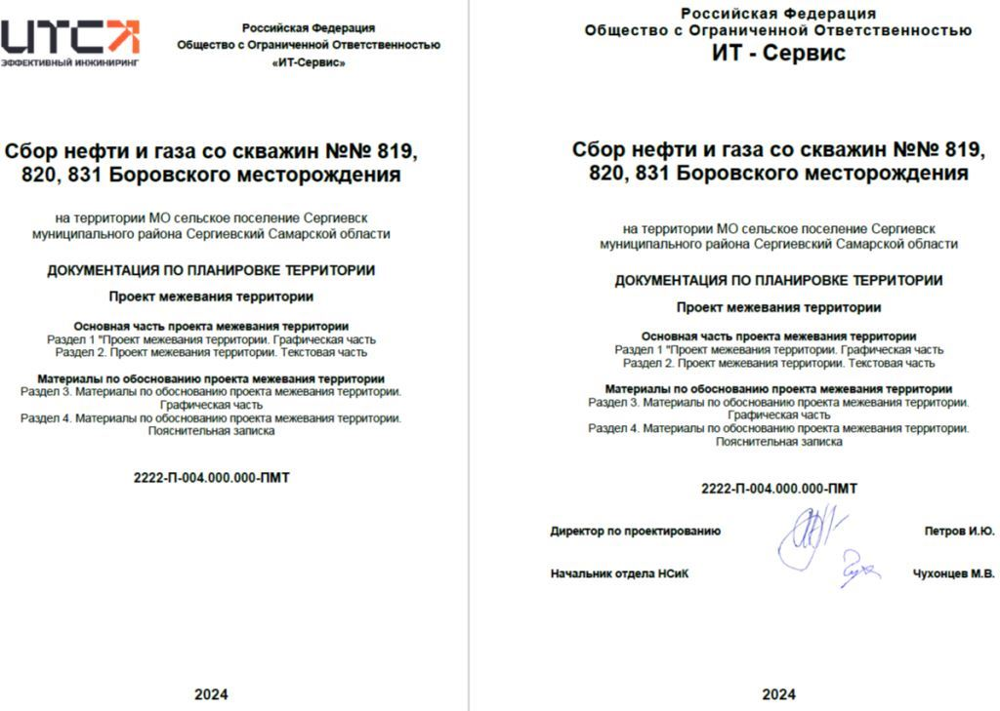 ИТСЯ
ЭФФЕКТИВНЫЙ ИНЖИНИРИНГ
Российская Федерация
Общество с Ограниченной Ответственностью
«ИТ-Сервис»
Сбор нефти и газа со скважин №№ 819,
820, 831 Боровского месторождения
на территории МО сельское поселение Сергиевск
муниципального района Сергиевский Самарской области
ДОКУМЕНТАЦИЯ ПО ПЛАНИРОВКЕ ТЕРРИТОРИИ
Проект межевания территории
Основная часть проекта межевания территории
Раздел 1 "Проект межевания территории. Графическая часть
Раздел 2. Проект межевания территории. Текстовая часть
Материалы по обоснованию проекта межевания территории
Раздел 3. Материалы по обоснованию проекта межевания территории.
Графическая часть
Раздел 4. Материалы по обоснованию проекта межевания территории.
Пояснительная записка
2222-П-004.000.000-ПМТ
2024
Российская Федерация
Общество с Ограниченной Ответственностью
ИТ - Сервис
Сбор нефти и газа со скважин №№ 819,
820, 831 Боровского месторождения
на территории МО сельское поселение Сергиевск
муниципального района Сергиевский Самарской области
ДОКУМЕНТАЦИЯ ПО ПЛАНИРОВКЕ ТЕРРИТОРИИ
Проект межевания территории
Основная часть проекта межевания территории
Раздел 1 "Проект межевания территории. Графическая часть
Раздел 2. Проект межевания территории. Текстовая часть
Материалы по обоснованию проекта межевания территории
Раздел 3. Материалы по обоснованию проекта межевания территории.
Графическая часть
Раздел 4. Материалы по обоснованию проекта межевания территории.
Пояснительная записка
2222-П-004.000.000-ПМТ
Директор по проектированию Петров И.Ю.
Начальник отдела НСиК Чухонцев М.В.
2024